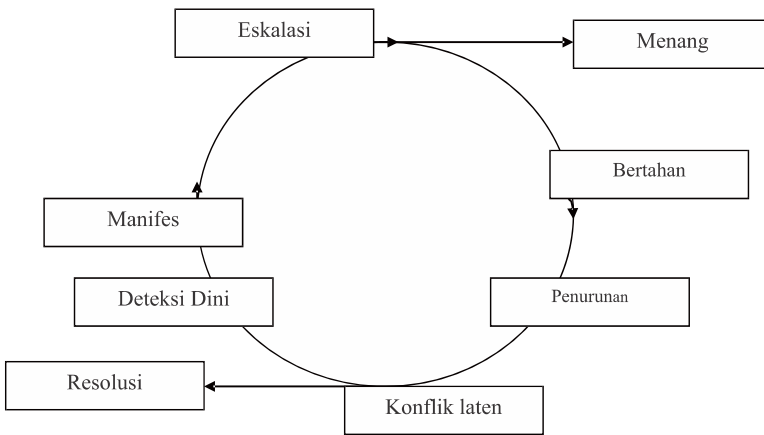 Eskalasi
Menang
Bertahan
Manifes
Deteksi Dini
Penurunan
Resolusi
Konflik laten